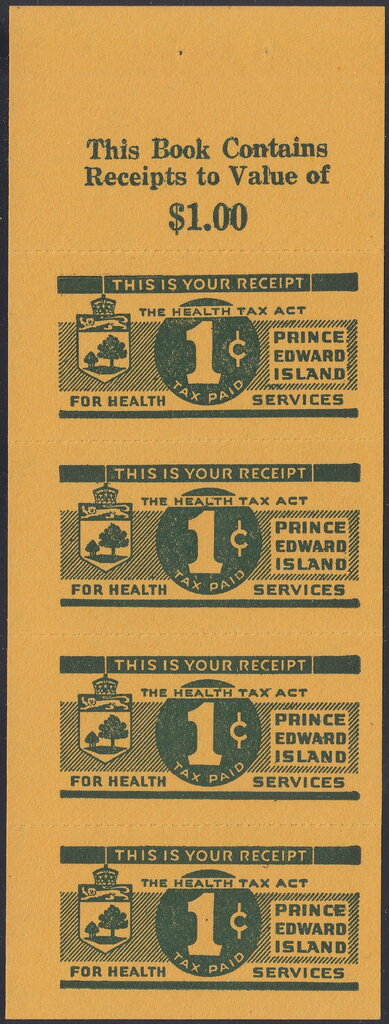 This Book Contains
Receipts to Value of
$1.00
THIS IS YOUR RECEIPT
THE HEALTH TAX ACT
1¢
PRINCE
EDWARD
ISLAND
TAX PAID
FOR HEALTH SERVICES
THIS IS YOUR RECEIPT
THE HEALTH TAX ACT
1¢
PRINCE
EDWARD
ISLAND
TAX PAID
FOR HEALTH SERVICES
THIS IS YOUR RECEIPT
THE HEALTH TAX ACT
1¢
PRINCE
EDWARD
ISLAND
TAX PAID
FOR HEALTH SERVICES
THIS IS YOUR RECEIPT
THE HEALTH TAX ACT
1¢
PRINCE
EDWARD
ISLAND
TAX PAID
FOR HEALTH SERVICES